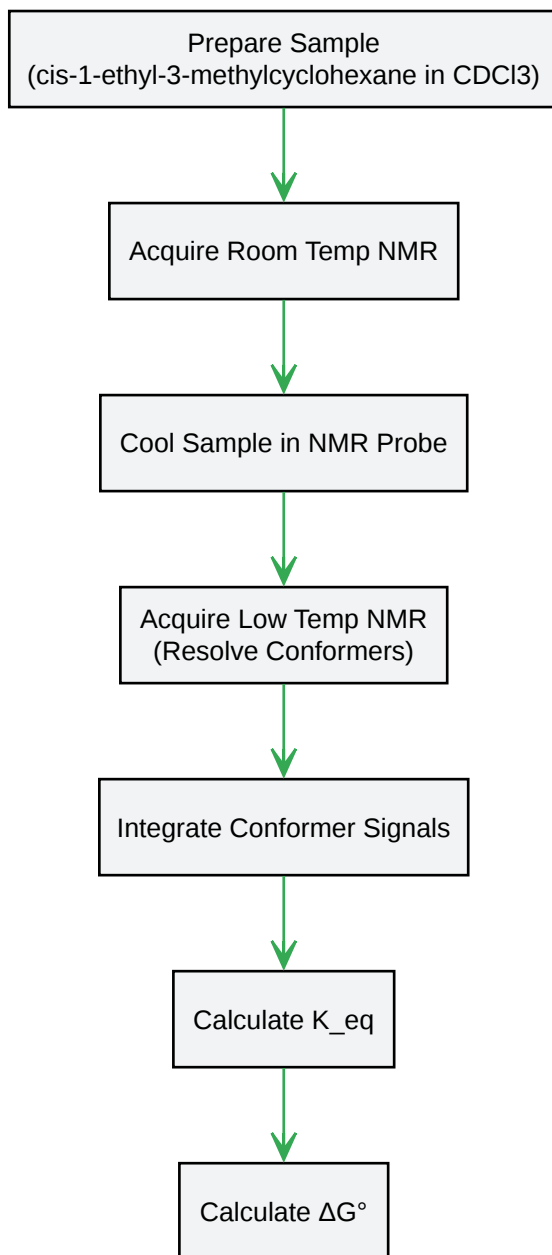 Prepare Sample
(cis-1-ethyl-3-methylcyclohexane in CDCl3)
Acquire Room Temp NMR
Cool Sample in NMR Probe
Acquire Low Temp NMR
(Resolve Conformers)
Integrate Conformer Signals
Calculate K_eq
Calculate ΔG°